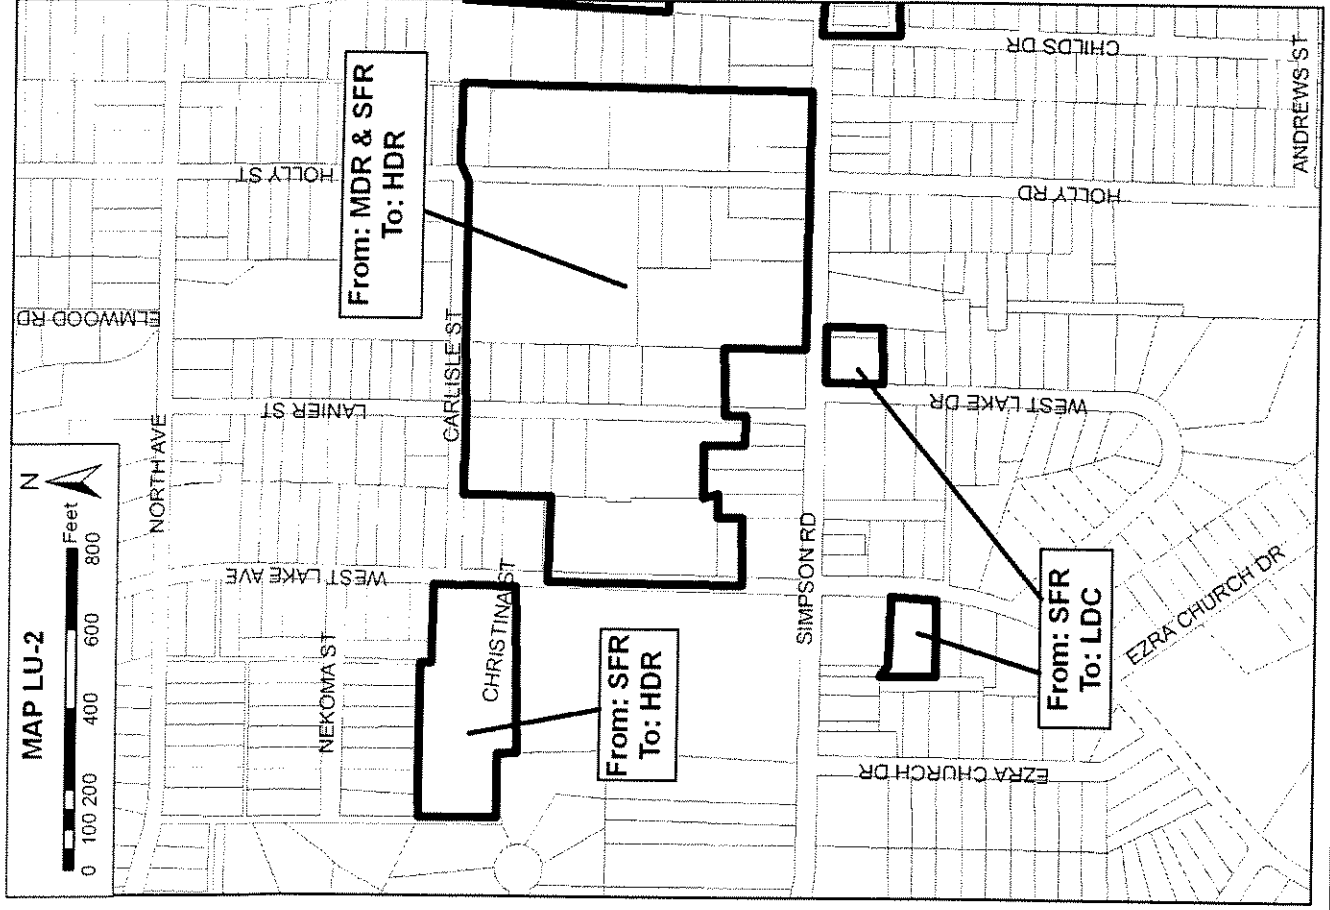 MAP LU-2
N
0 100 200 400 600 800
Feet
From: MDR & SFR
To: HDR
From: SFR
To: HDR
From: SFR
To: LDC
NORTH AVE
ELMWOOD RD
HOLLY ST
LANIER ST
CARLISLE ST
WEST LAKE AVE
NEKOMA ST
CHRISTINA ST
SIMPSON RD
CHILDS DR
ANDREWS ST
HOLLY RD
WEST LAKE DR
EZRA CHURCH DR
EZRA CHURCH DR